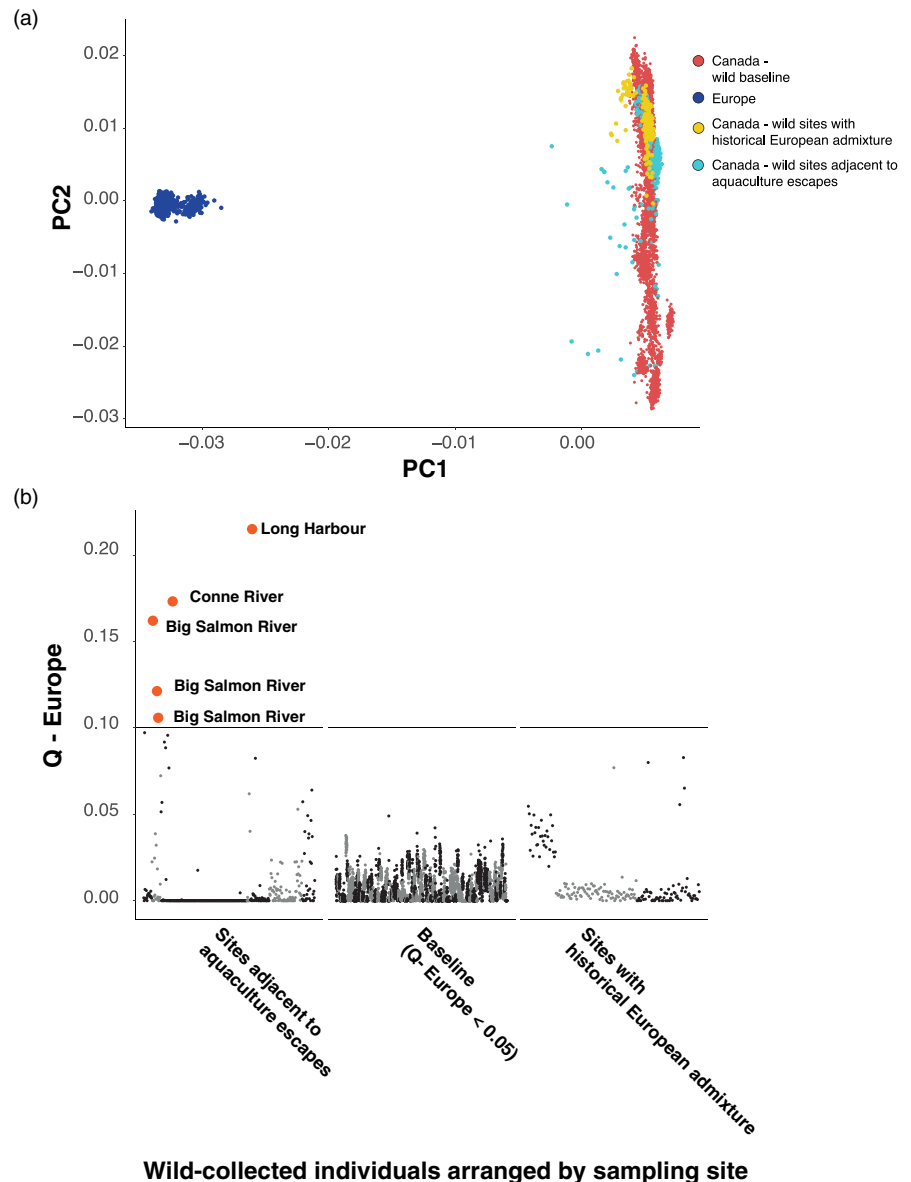 (a)
0.02
0.01
0.00
−0.01
−0.02
−0.03
PC2
−0.03
−0.02
−0.01
0.00
PC1
Canada -
wild baseline
Europe
Canada - wild sites with
historical European admixture
Canada - wild sites adjacent to
aquaculture escapes
(b)
0.20
0.15
0.10
0.05
0.00
Q - Europe
Long Harbour
Conne River
Big Salmon River
Big Salmon River
Big Salmon River
Sites adjacent to
aquaculture escapes
Baseline
(Q- Europe < 0.05)
Sites with
historical European admixture
Wild-collected individuals arranged by sampling site